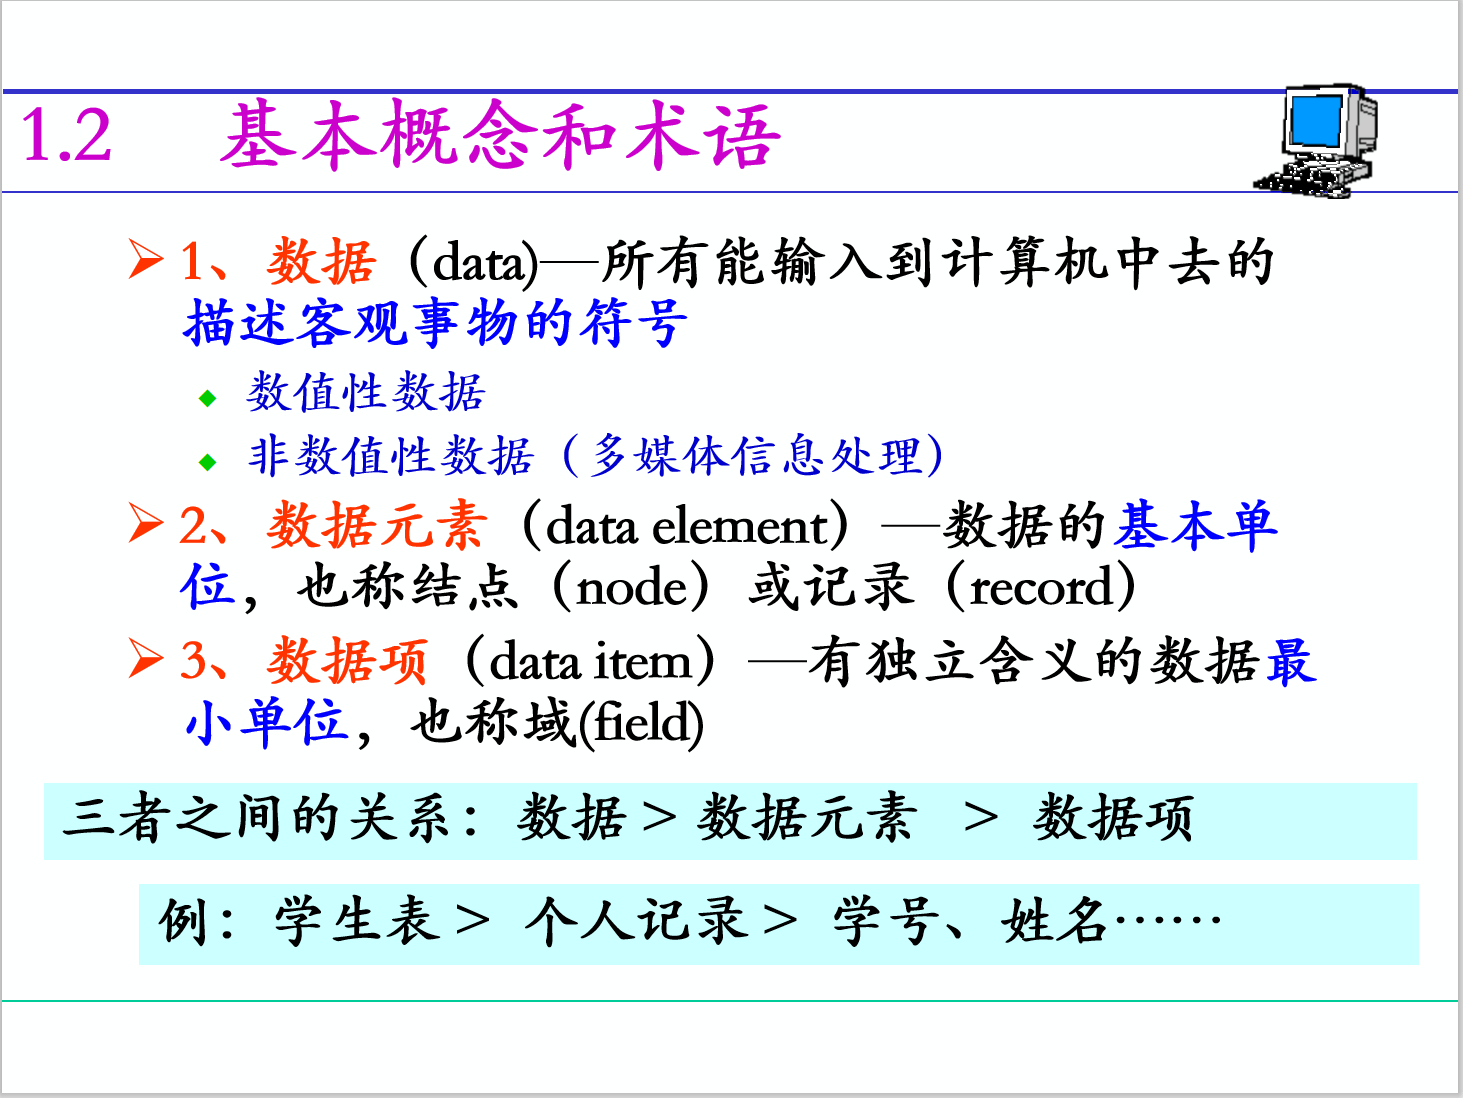 1.2 基本概念和术语
1、数据（data)—所有能输入到计算机中去的
描述客观事物的符号
数值性数据
非数值性数据（多媒体信息处理）
2、数据元素（data element）—数据的基本单
位，也称结点（node）或记录（record）
3、数据项（data item）—有独立含义的数据最
小单位，也称域(field)
三者之间的关系：数据 > 数据元素 > 数据项
例：学生表 > 个人记录 > 学号、姓名……